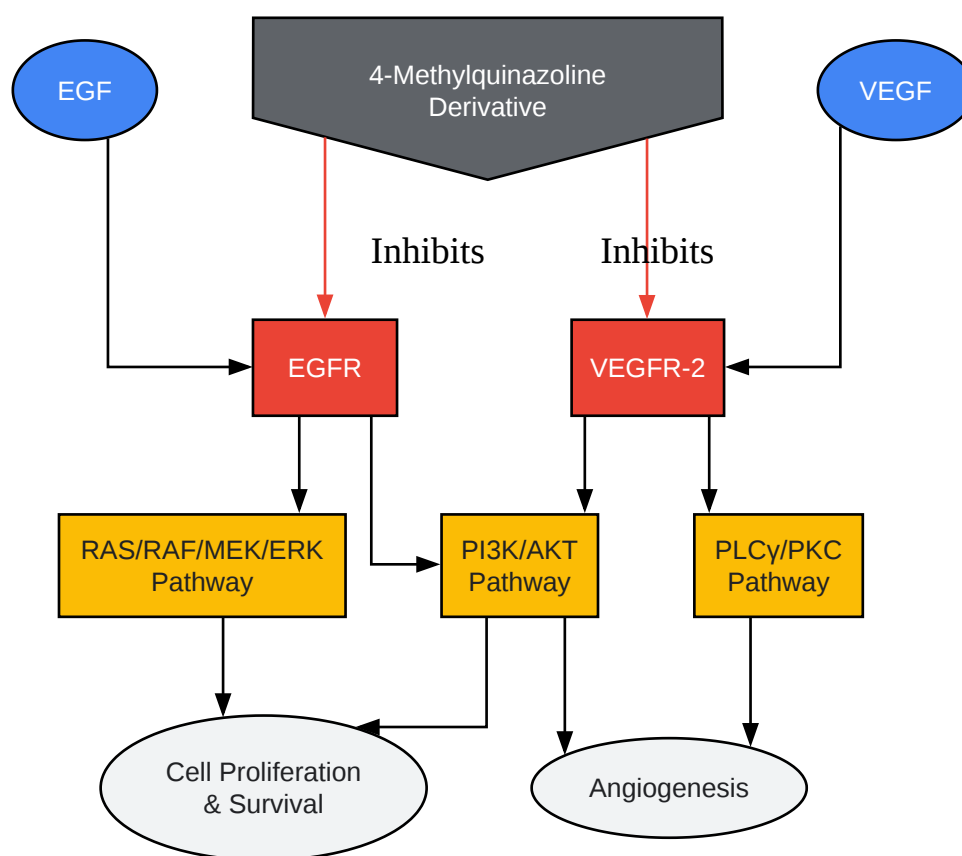 EGF
4-Methylquinazoline
Derivative
VEGF
Inhibits
Inhibits
EGFR
VEGFR-2
RAS/RAF/MEK/ERK
Pathway
PI3K/AKT
Pathway
PLCγ/PKC
Pathway
Cell Proliferation
& Survival
Angiogenesis